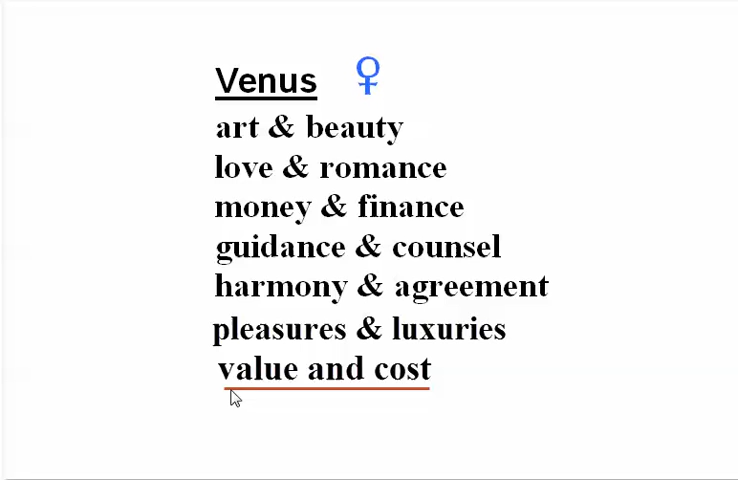 Venus ♀
art & beauty
love & romance
money & finance
guidance & counsel
harmony & agreement
pleasures & luxuries
value and cost